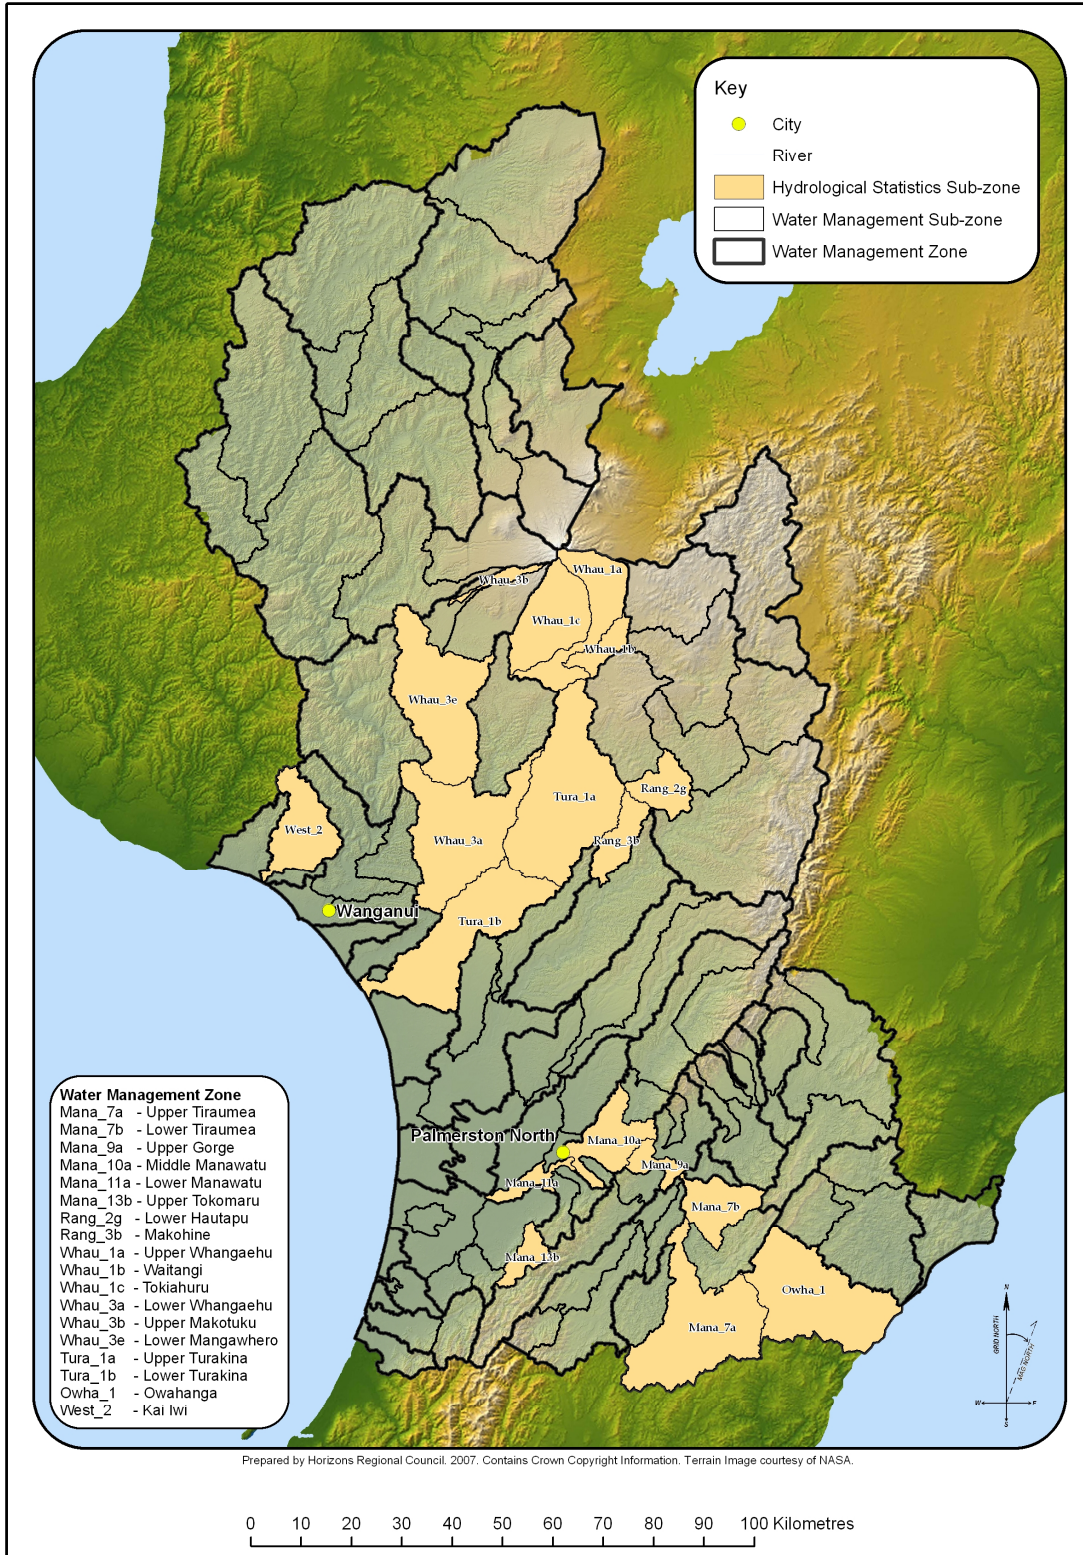 Key
City
River
Hydrological Statistics Sub-zone
Water Management Sub-zone
Water Management Zone
Whau_1a
Whau_3b
Whau_1c
Whau_1b
Whau_3e
Rang_2g
Tura_1a
West_2
Whau_3a
Rang_3b
Wanganui
Tura_1b
Palmerston North
Mana_10a
Mana_9a
Mana_11a
Mana_7b
Mana_13b
Owha_1
Mana_7a
Water Management Zone
Mana_7a - Upper Tiraumea
Mana_7b - Lower Tiraumea
Mana_9a - Upper Gorge
Mana_10a - Middle Manawatu
Mana_11a - Lower Manawatu
Mana_13b - Upper Tokomaru
Rang_2g - Lower Hautapu
Rang_3b - Makohine
Whau_1a - Upper Whangaehu
Whau_1b - Waitangi
Whau_1c - Tokiahuru
Whau_3a - Lower Whangaehu
Whau_3b - Upper Makotuku
Whau_3e - Lower Mangawhero
Tura_1a - Upper Turakina
Tura_1b - Lower Turakina
Owha_1 - Owahanga
West_2 - Kai Iwi
N
GRID NORTH
MAG NORTH
W
E
S
Prepared by Horizons Regional Council. 2007. Contains Crown Copyright Information. Terrain Image courtesy of NASA.
0 10 20 30 40 50 60 70 80 90 100 Kilometres